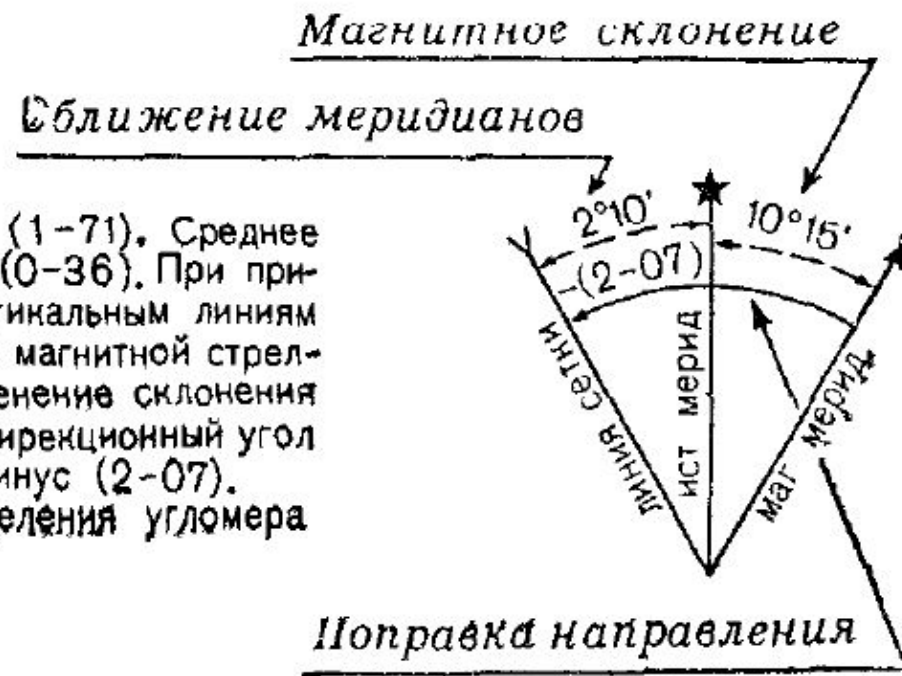 Магнитное склонение
Сближение меридианов
(1-71). Среднее
(0-36). При при-
тикальным линиям
магнитной стрел-
енение склонения
ирекционный угол
инус (2-07).
еления угломера
2°10′
10°15′
-(2-07)
линия сетки
ист мерид
маг мерид.
Поправка направления